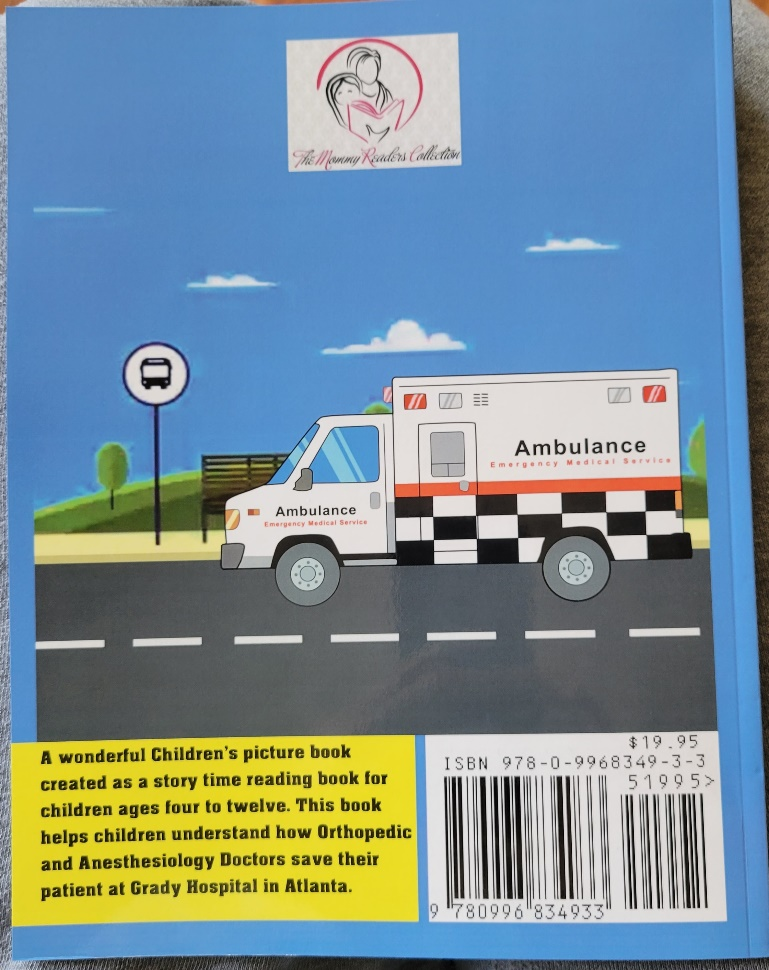 The Mommy Readers Collection
Ambulance
Emergency Medical Service
Ambulance
Emergency Medical Service
A wonderful Children's picture book
created as a story time reading book for
children ages four to twelve. This book
helps children understand how Orthopedic
and Anesthesiology Doctors save their
patient at Grady Hospital in Atlanta.
$19.95
ISBN 978-0-9968349-3-3
51995>
9 780996 834933